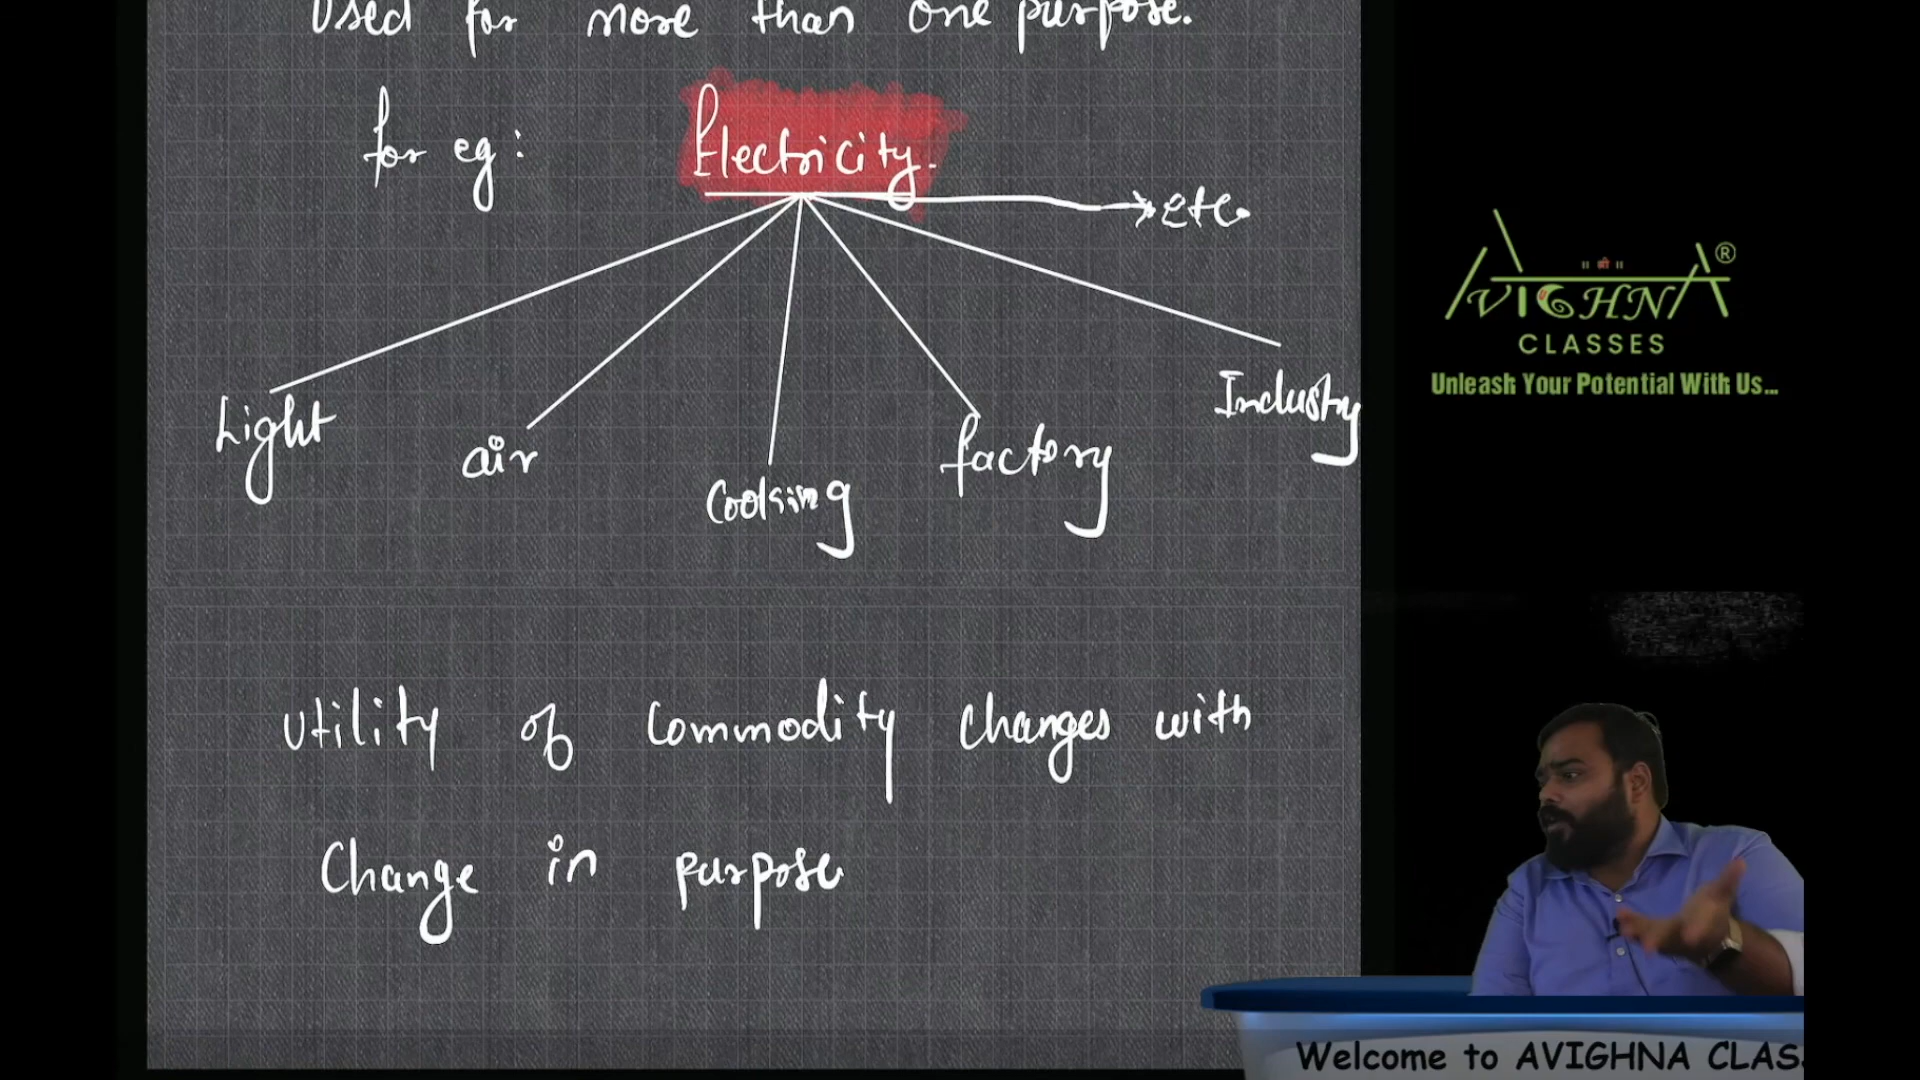 Used for more than one purpose.
for eg: Electricity.
→ etc.
Light
air
Cooking
factory
Industry
Utility of Commodity Changes with
Change in purpose
AVIGHNA®
CLASSES
Unleash Your Potential With Us...
Welcome to AVIGHNA CLAS